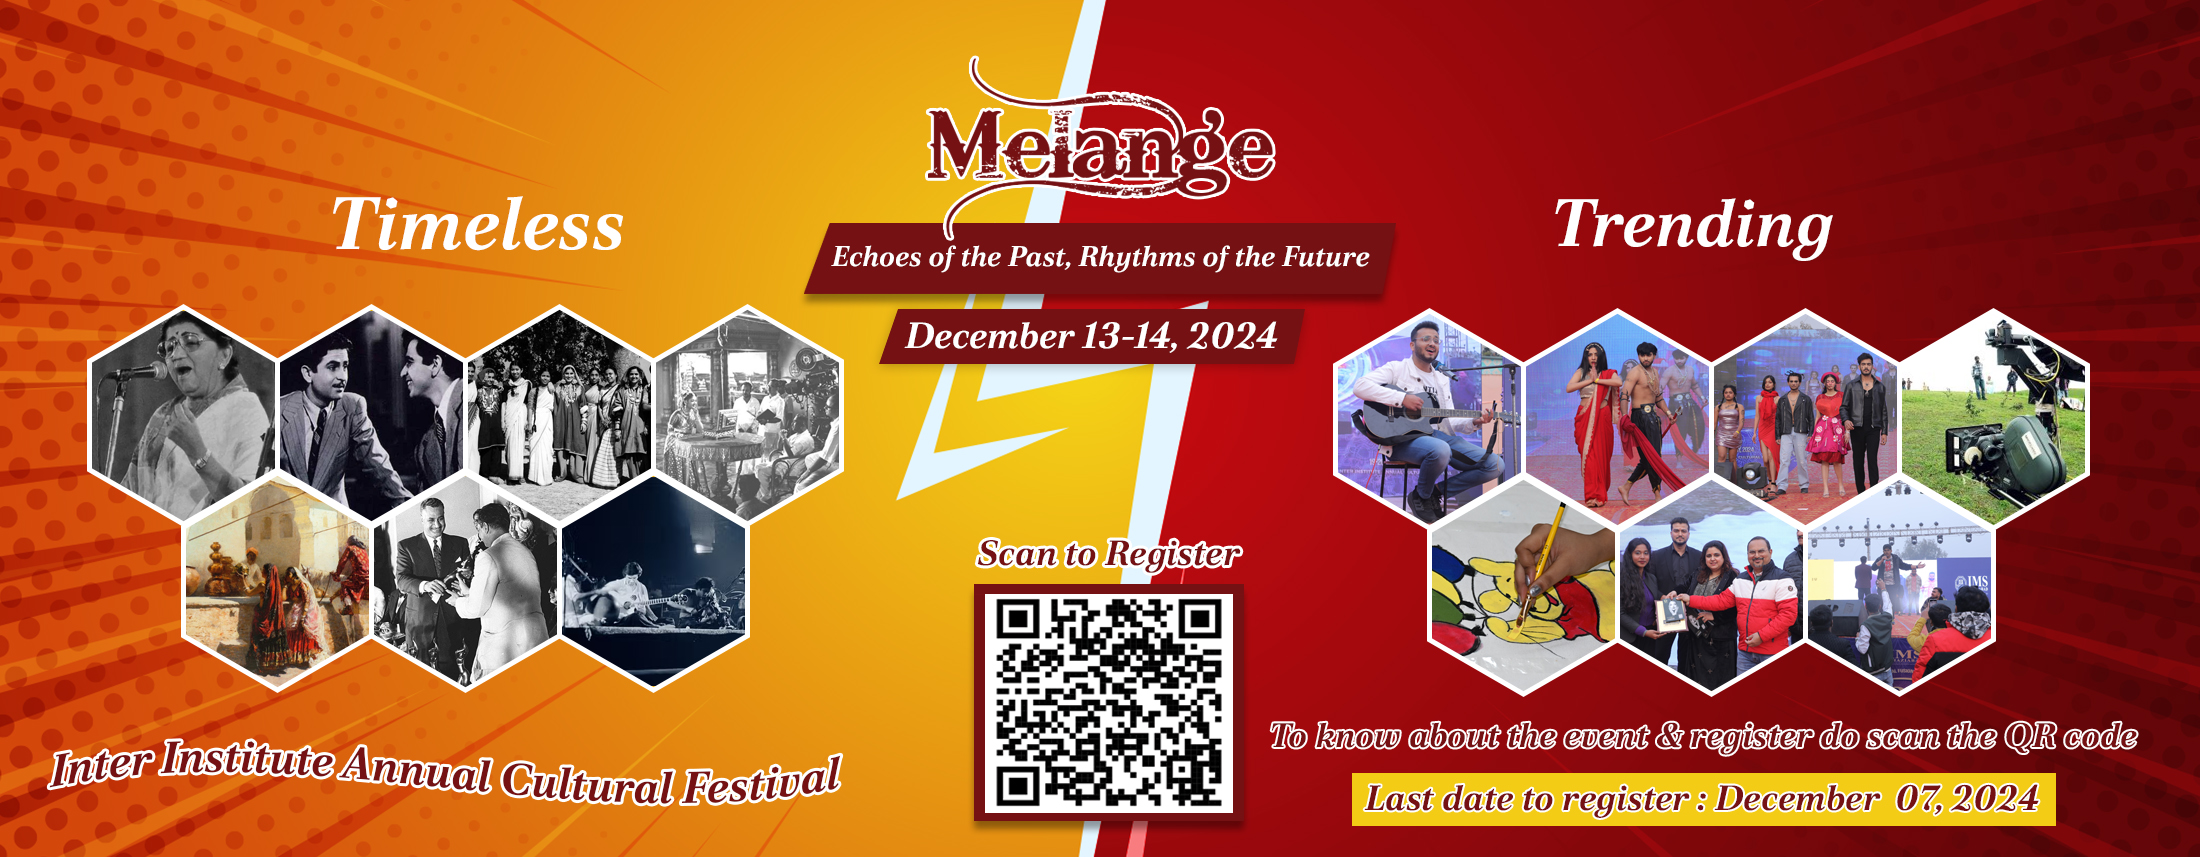 Melange
Timeless
Trending
Echoes of the Past, Rhythms of the Future
December 13-14, 2024
Scan to Register
IMS
Inter Institute Annual Cultural Festival
To know about the event & register do scan the QR code
Last date to register : December 07, 2024